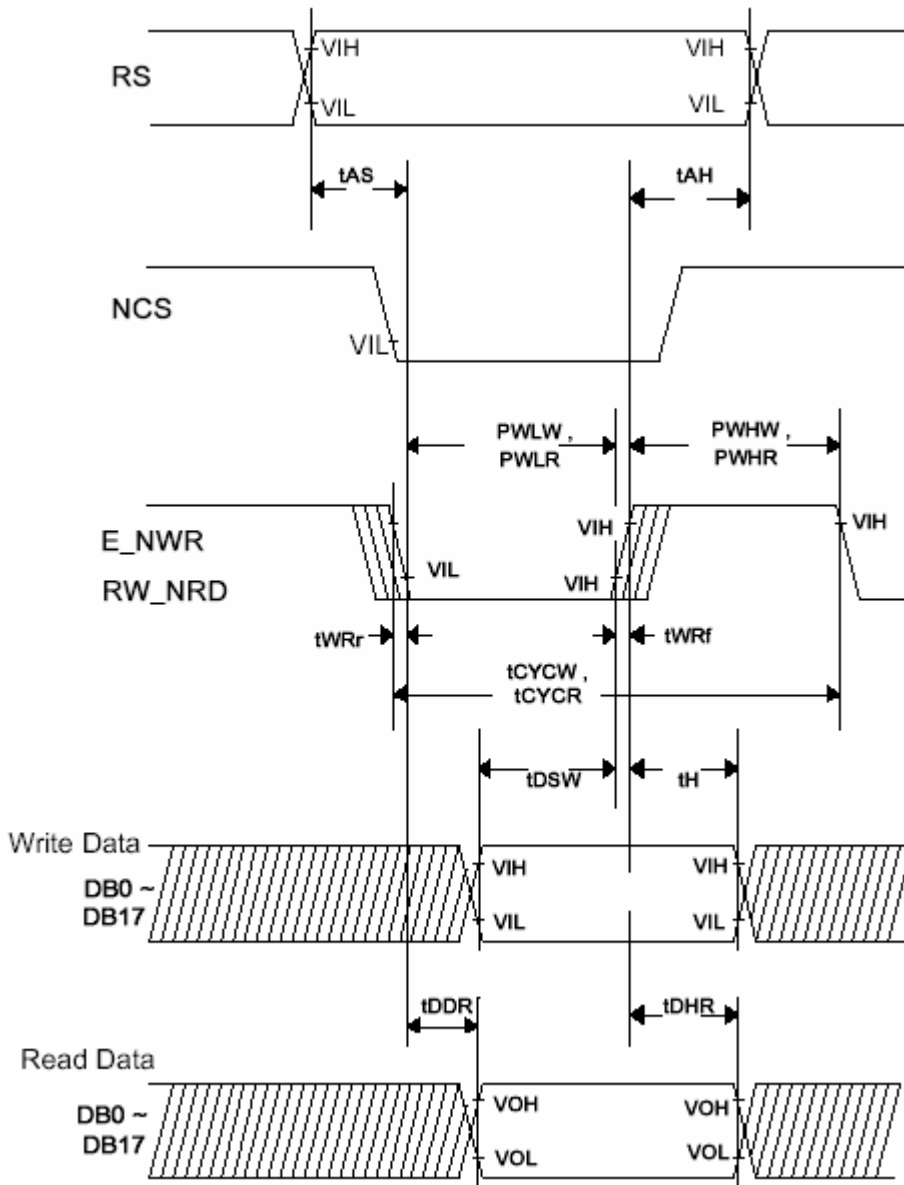 VIH VIH
RS
VIL VIL
tAS tAH
NCS
VIL
PWLW , PWHW ,
PWLR PWHR
E_NWR VIH VIH
VIL VIH
RW_NRD
tWRr tWRf
tCYCW ,
tCYCR
tDSW tH
Write Data
VIH VIH
DB0 ~
DB17 VIL VIL
tDDR tDHR
Read Data
VOH VOH
DB0 ~
DB17 VOL VOL